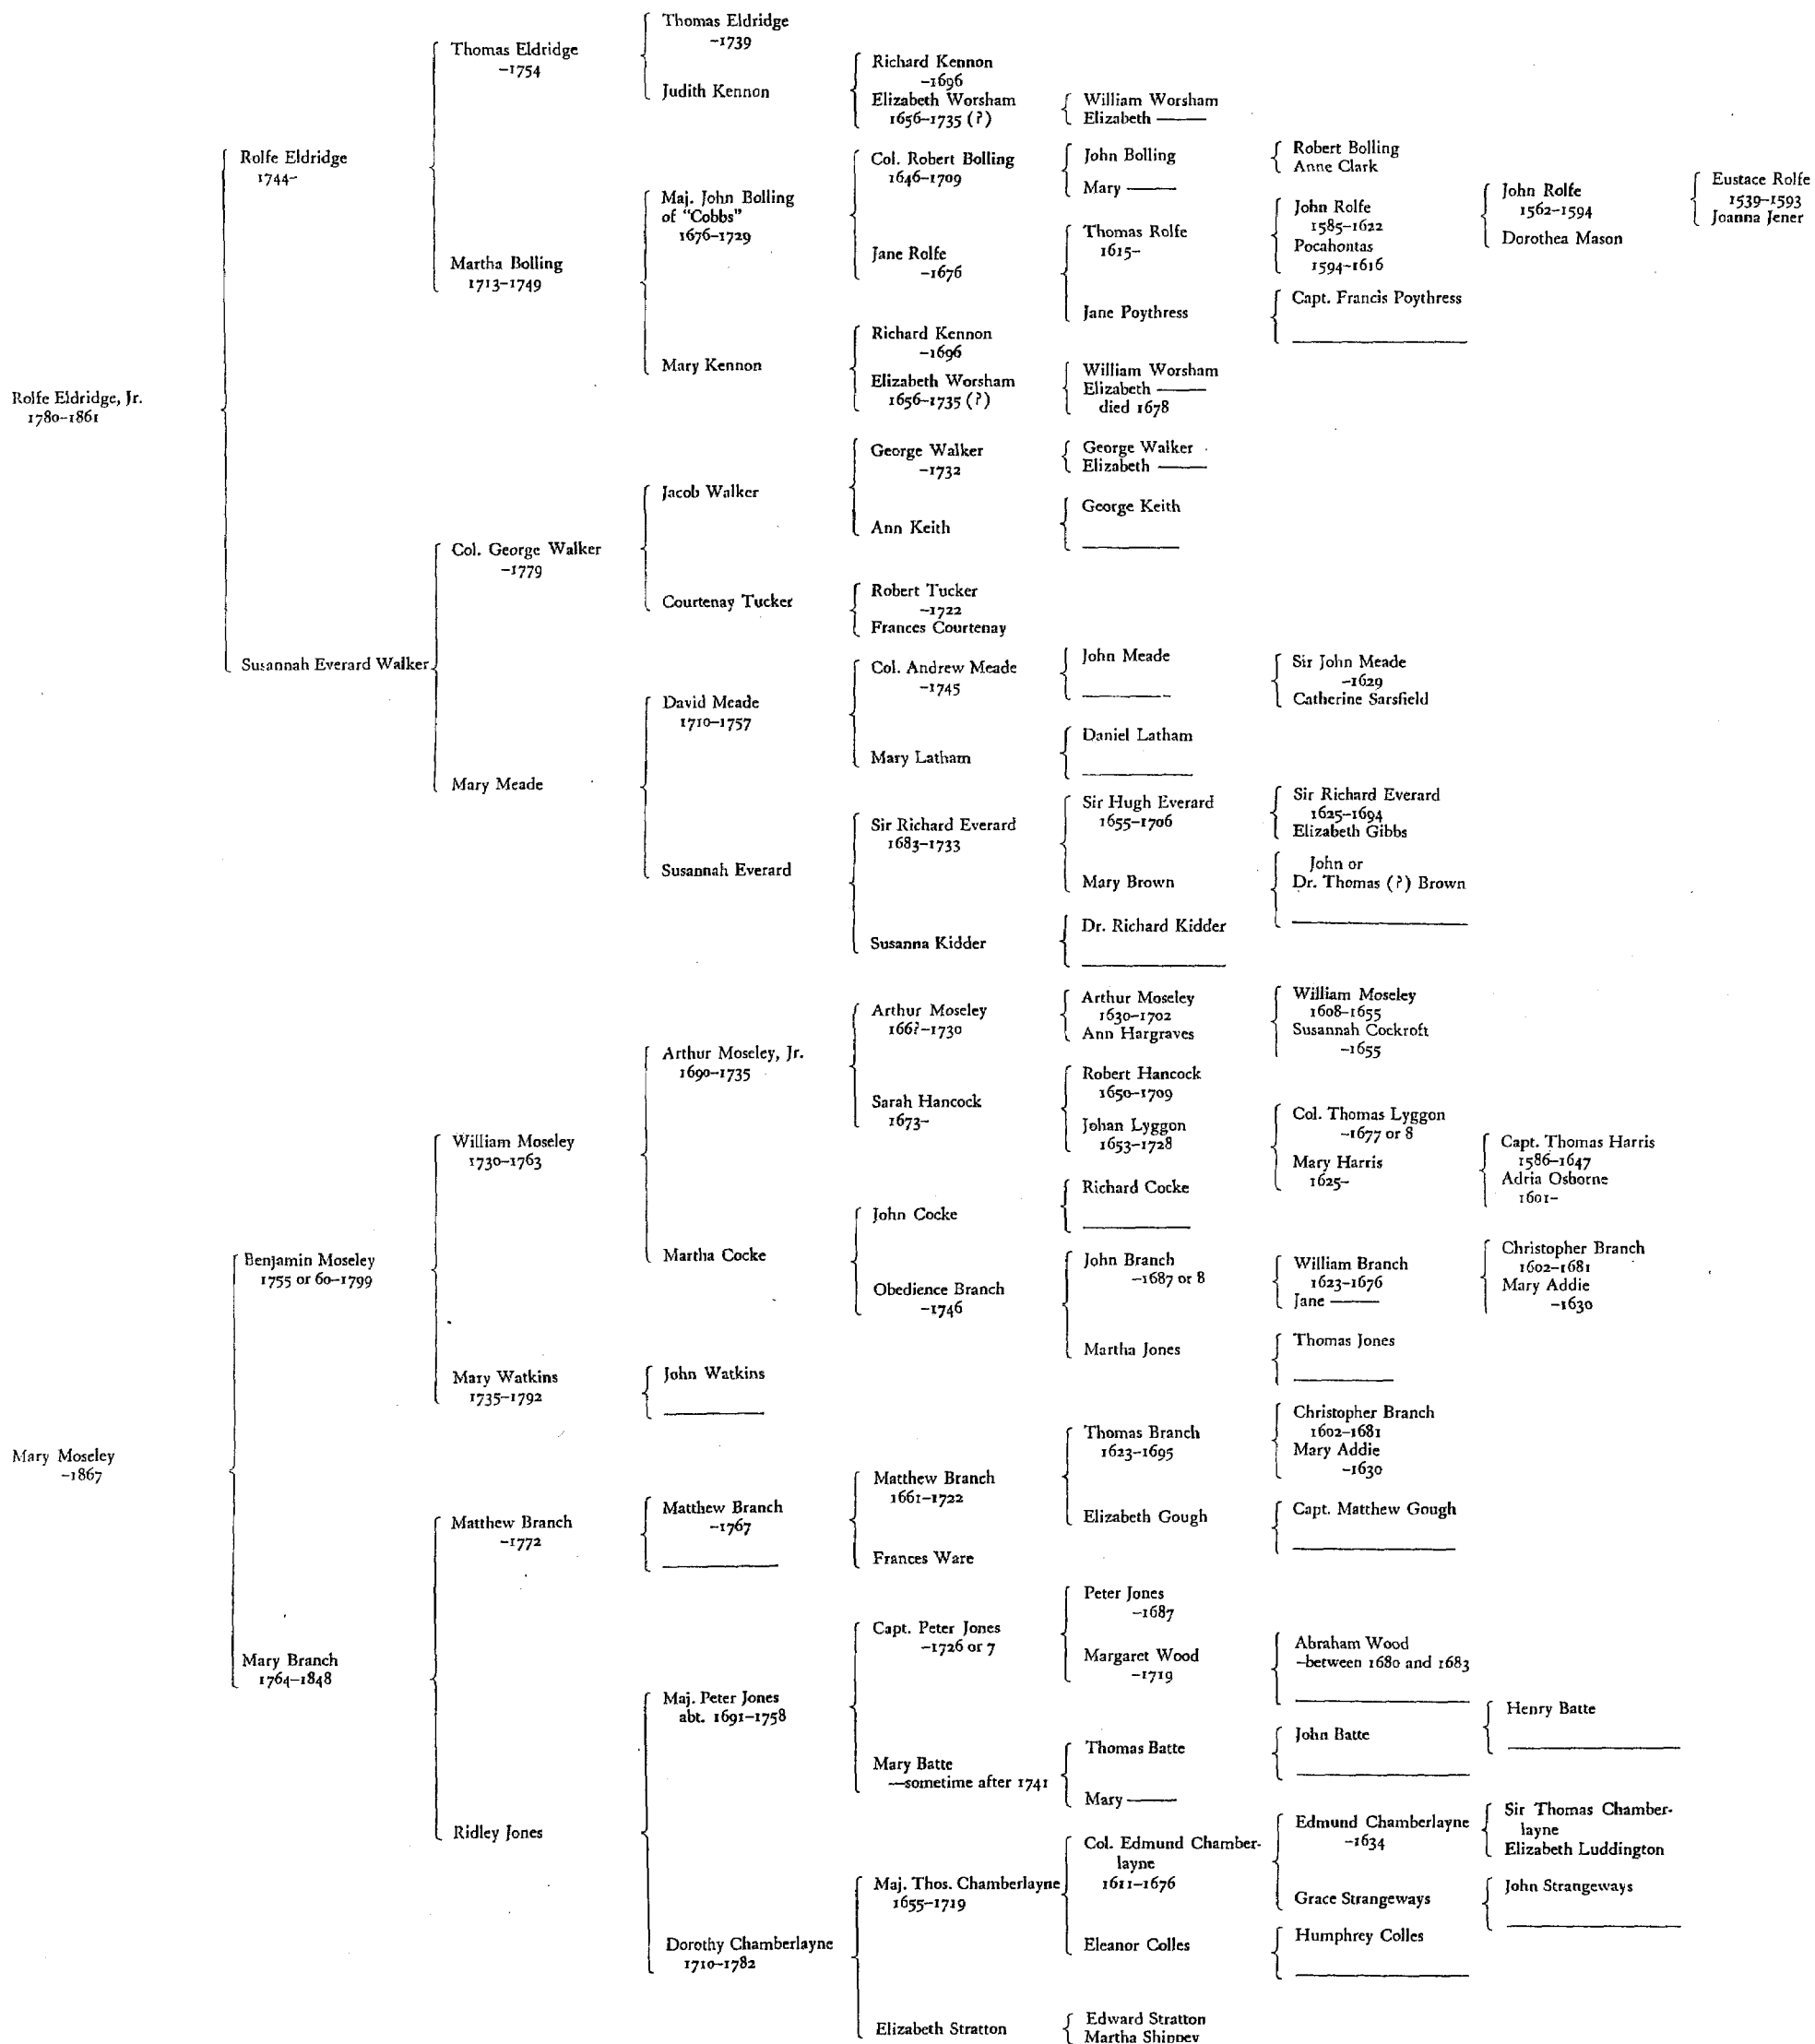 Rolfe Eldridge, Jr.
1780–1861
Rolfe Eldridge
1744–
Susannah Everard Walker
Thomas Eldridge
–1754
Martha Bolling
1713–1749
Col. George Walker
–1779
Mary Meade
Thomas Eldridge
–1739
Judith Kennon
Maj. John Bolling
of "Cobbs"
1676–1729
Mary Kennon
Jacob Walker
Courtenay Tucker
David Meade
1710–1757
Susannah Everard
Richard Kennon
–1696
Elizabeth Worsham
1656–1735 (?)
Col. Robert Bolling
1646–1709
Jane Rolfe
–1676
Richard Kennon
–1696
Elizabeth Worsham
1656–1735 (?)
George Walker
–1732
Ann Keith
Robert Tucker
–1722
Frances Courtenay
Col. Andrew Meade
–1745
Mary Latham
Sir Richard Everard
1683–1733
Susanna Kidder
William Worsham
Elizabeth ——
John Bolling
Mary ——
Thomas Rolfe
1615–
Jane Poythress
William Worsham
Elizabeth ——
died 1678
George Walker
Elizabeth ——
George Keith
John Meade
Daniel Latham
Sir Hugh Everard
1655–1706
Mary Brown
Dr. Richard Kidder
Robert Bolling
Anne Clark
John Rolfe
1585–1622
Pocahontas
1594–1616
Capt. Francis Poythress
Sir John Meade
–1629
Catherine Sarsfield
Sir Richard Everard
1625–1694
Elizabeth Gibbs
John or
Dr. Thomas (?) Brown
John Rolfe
1562–1594
Dorothea Mason
Eustace Rolfe
1539–1593
Joanna Jener
Mary Moseley
–1867
Benjamin Moseley
1755 or 60–1799
Mary Branch
1764–1848
William Moseley
1730–1763
Mary Watkins
1735–1792
Matthew Branch
–1772
Ridley Jones
Arthur Moseley, Jr.
1690–1735
Martha Cocke
John Watkins
Matthew Branch
–1767
Maj. Peter Jones
abt. 1691–1758
Dorothy Chamberlayne
1710–1782
Arthur Moseley
166?–1730
Sarah Hancock
1673–
John Cocke
Obedience Branch
–1746
Matthew Branch
1661–1722
Frances Ware
Capt. Peter Jones
–1726 or 7
Mary Batte
—sometime after 1741
Maj. Thos. Chamberlayne
1655–1719
Elizabeth Stratton
Arthur Moseley
1630–1702
Ann Hargraves
Robert Hancock
1650–1709
Johan Lyggon
1653–1728
Richard Cocke
John Branch
–1687 or 8
Martha Jones
Thomas Branch
1623–1695
Elizabeth Gough
Peter Jones
–1687
Margaret Wood
–1719
Thomas Batte
Mary ——
Col. Edmund Chamber-
layne
1611–1676
Eleanor Colles
Edward Stratton
Martha Shippey
William Moseley
1608–1655
Susannah Cockroft
–1655
Col. Thomas Lyggon
–1677 or 8
Mary Harris
1625–
William Branch
1623–1676
Jane ——
Thomas Jones
Christopher Branch
1602–1681
Mary Addie
–1630
Capt. Matthew Gough
Abraham Wood
–between 1680 and 1683
John Batte
Edmund Chamberlayne
–1634
Grace Strangeways
Humphrey Colles
Capt. Thomas Harris
1586–1647
Adria Osborne
1601–
Christopher Branch
1602–1681
Mary Addie
–1630
Henry Batte
Sir Thomas Chamber-
layne
Elizabeth Luddington
John Strangeways